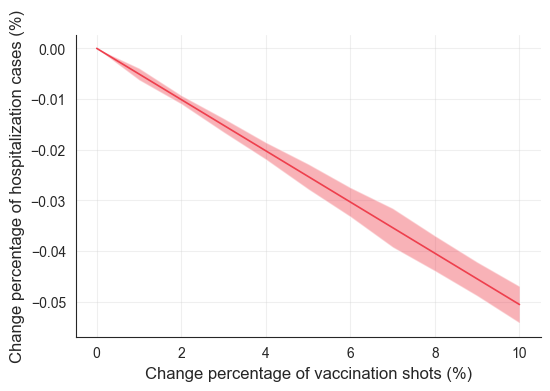 Change percentage of hospitalization cases (%)
0.00
−0.01
−0.02
−0.03
−0.04
−0.05
0 2 4 6 8 10
Change percentage of vaccination shots (%)